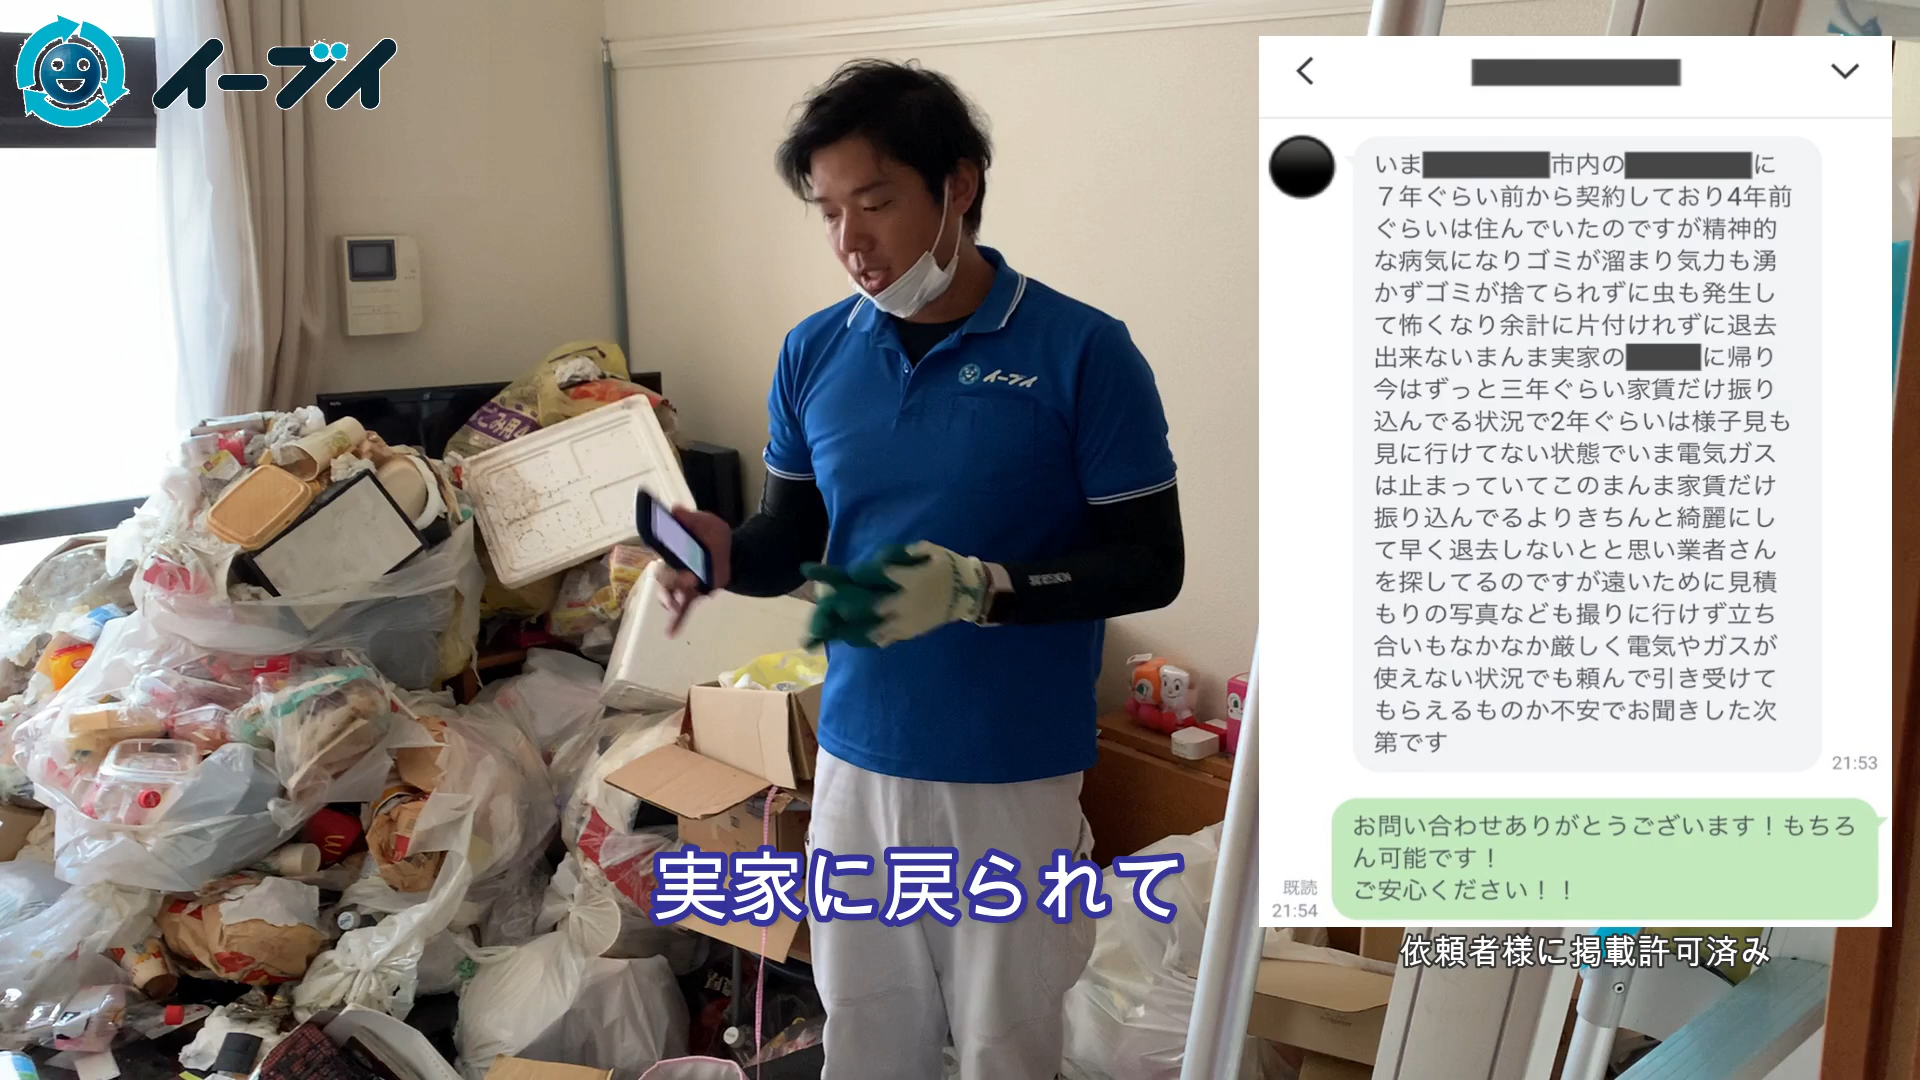 イーブイ
いま
市内の
に
７年ぐらい前から契約しており4年前
ぐらいは住んでいたのですが精神的
な病気になりゴミが溜まり気力も湧
かずゴミが捨てられずに虫も発生し
て怖くなり余計に片付けれずに退去
出来ないまんま実家の
に帰り
今はずっと三年ぐらい家賃だけ振り
込んでる状況で2年ぐらいは様子見も
見に行けてない状態でいま電気ガス
は止まっていてこのまんま家賃だけ
振り込んでるよりきちんと綺麗にし
て早く退去しないとと思い業者さん
を探してるのですが遠いために見積
もりの写真なども撮りに行けず立ち
合いもなかなか厳しく電気やガスが
使えない状況でも頼んで引き受けて
もらえるものか不安でお聞きした次
第です
21:53
お問い合わせありがとうございます！もちろ
ん可能です！
ご安心ください！！
既読
21:54
依頼者様に掲載許可済み
イーブイ
ごみ用
実家に戻られて